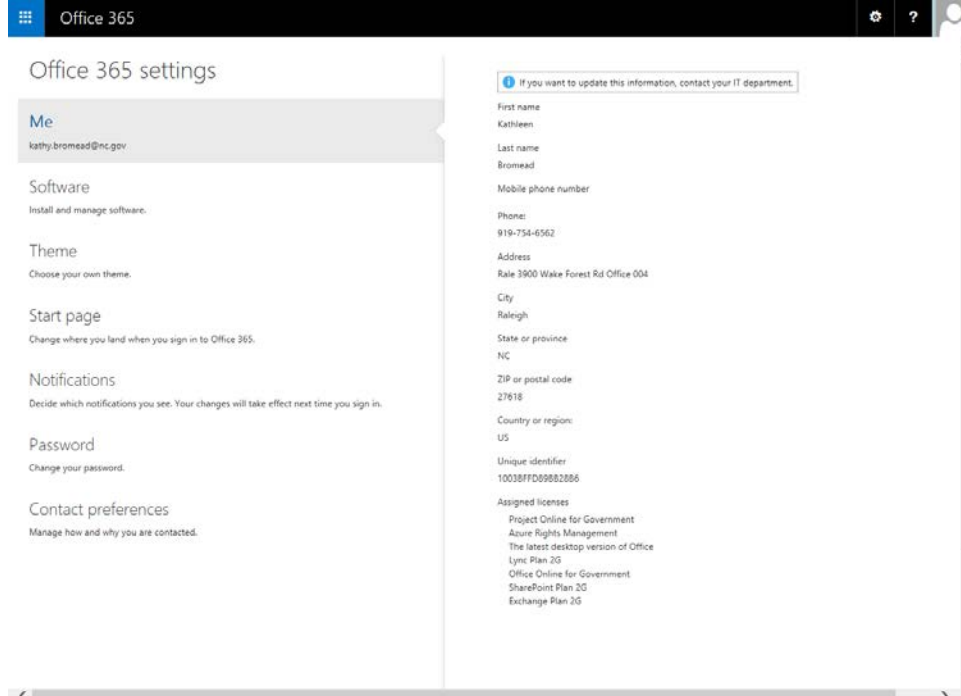 Office 365
?
Office 365 settings
Me
kathy.bromead@nc.gov
Software
Install and manage software.
Theme
Choose your own theme.
Start page
Change where you land when you sign in to Office 365.
Notifications
Decide which notifications you see. Your changes will take effect next time you sign in.
Password
Change your password.
Contact preferences
Manage how and why you are contacted.
If you want to update this information, contact your IT department.
First name
Kathleen
Last name
Bromead
Mobile phone number
Phone:
919-754-6562
Address
Rale 3900 Wake Forest Rd Office 004
City
Raleigh
State or province
NC
ZIP or postal code
27618
Country or region:
US
Unique identifier
Assigned licenses
Project Online for Government
Azure Rights Management
The latest desktop version of Office
Lync Plan 2G
Office Online for Government
SharePoint Plan 2G
Exchange Plan 2G